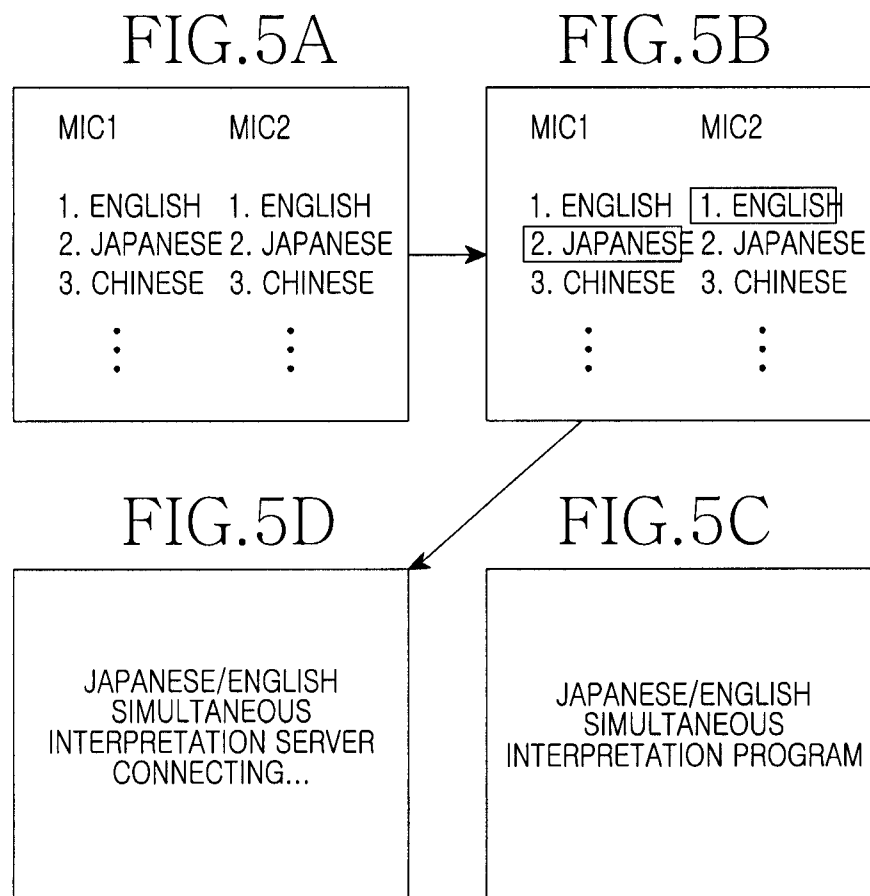 FIG.5A
MIC1 MIC2
1. ENGLISH 1. ENGLISH
2. JAPANESE 2. JAPANESE
3. CHINESE 3. CHINESE
FIG.5B
MIC1 MIC2
1. ENGLISH 1. ENGLISH
2. JAPANESE 2. JAPANESE
3. CHINESE 3. CHINESE
FIG.5D
JAPANESE/ENGLISH
SIMULTANEOUS
INTERPRETATION SERVER
CONNECTING...
FIG.5C
JAPANESE/ENGLISH
SIMULTANEOUS
INTERPRETATION PROGRAM